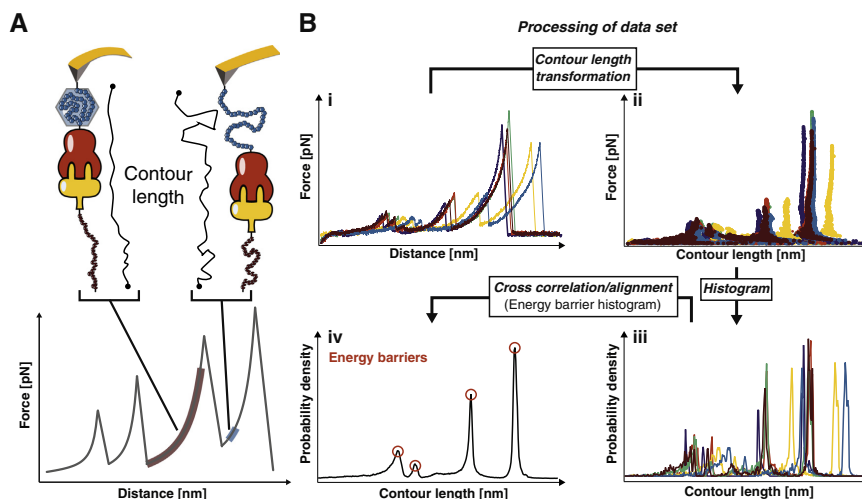 A
Contour
length
Force [pN]
Distance [nm]
B
Processing of data set
Contour length
transformation
i
Force [pN]
Distance [nm]
ii
Force [pN]
Contour length [nm]
Cross correlation/alignment
(Energy barrier histogram)
Histogram
iv
Energy barriers
Probability density
Contour length [nm]
iii
Probability density
Contour length [nm]